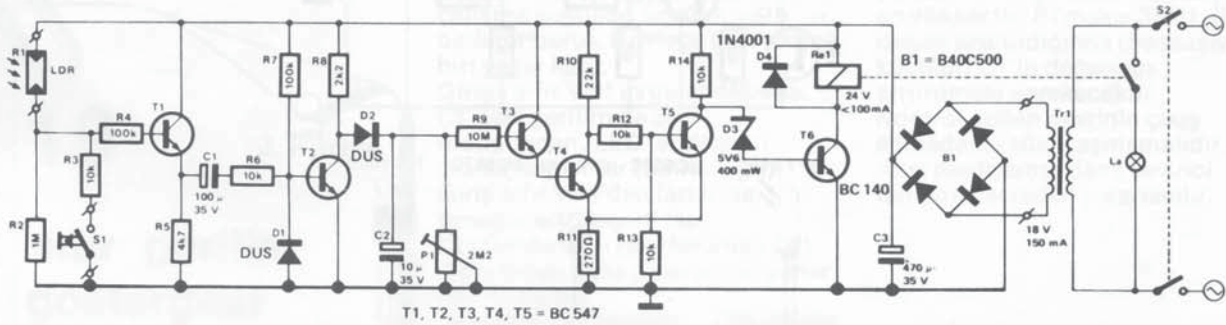 R1
LDR
R2
1M
R3
10k
S1
R4
100k
T1
R5
4k7
C1
100 µ
35 V
R6
10k
R7
100k
D1
DUS
R8
2k2
T2
D2
DUS
C2
10 µ
35 V
R9
10M
P1
2M2
T3
T4
R10
22k
R12
10k
R11
270Ω
R13
10k
T5
R14
10k
D3
5V6
400 mW
1N4001
D4
Re1
24 V
<100mA
T6
BC 140
B1 = B40C500
B1
C3
470 µ
35 V
Tr1
18 V
150 mA
La
S2
T1, T2, T3, T4, T5 = BC 547